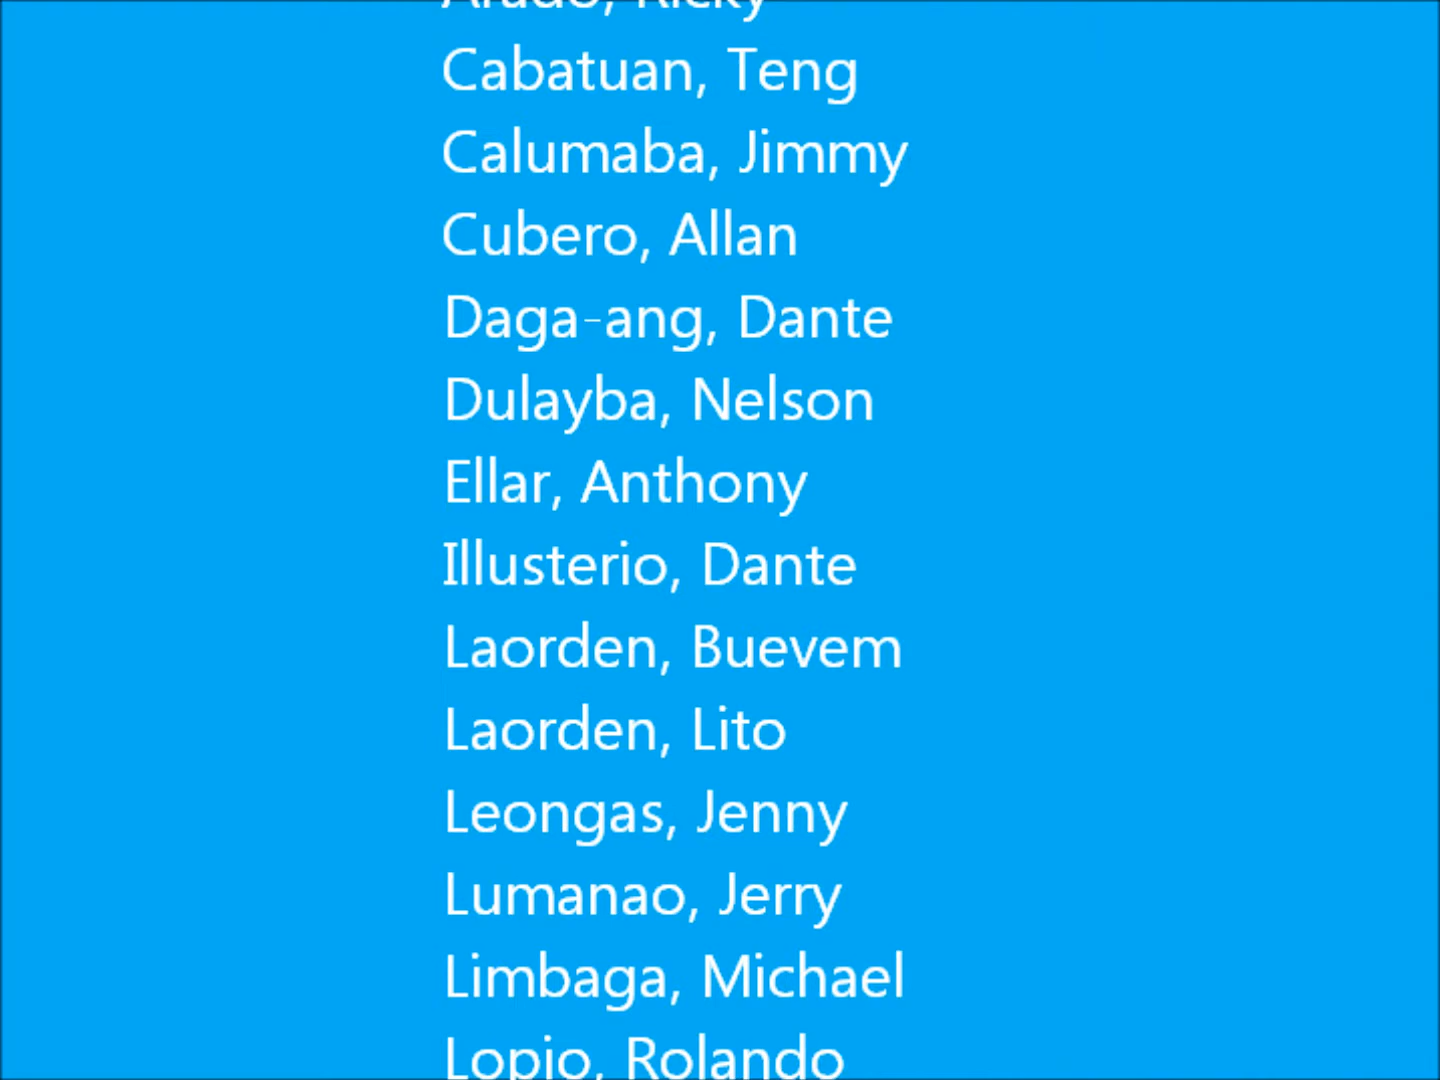 Ricky
Cabatuan, Teng
Calumaba, Jimmy
Cubero, Allan
Daga-ang, Dante
Dulayba, Nelson
Ellar, Anthony
Illusterio, Dante
Laorden, Buevem
Laorden, Lito
Leongas, Jenny
Lumanao, Jerry
Limbaga, Michael
Lopio, Rolando